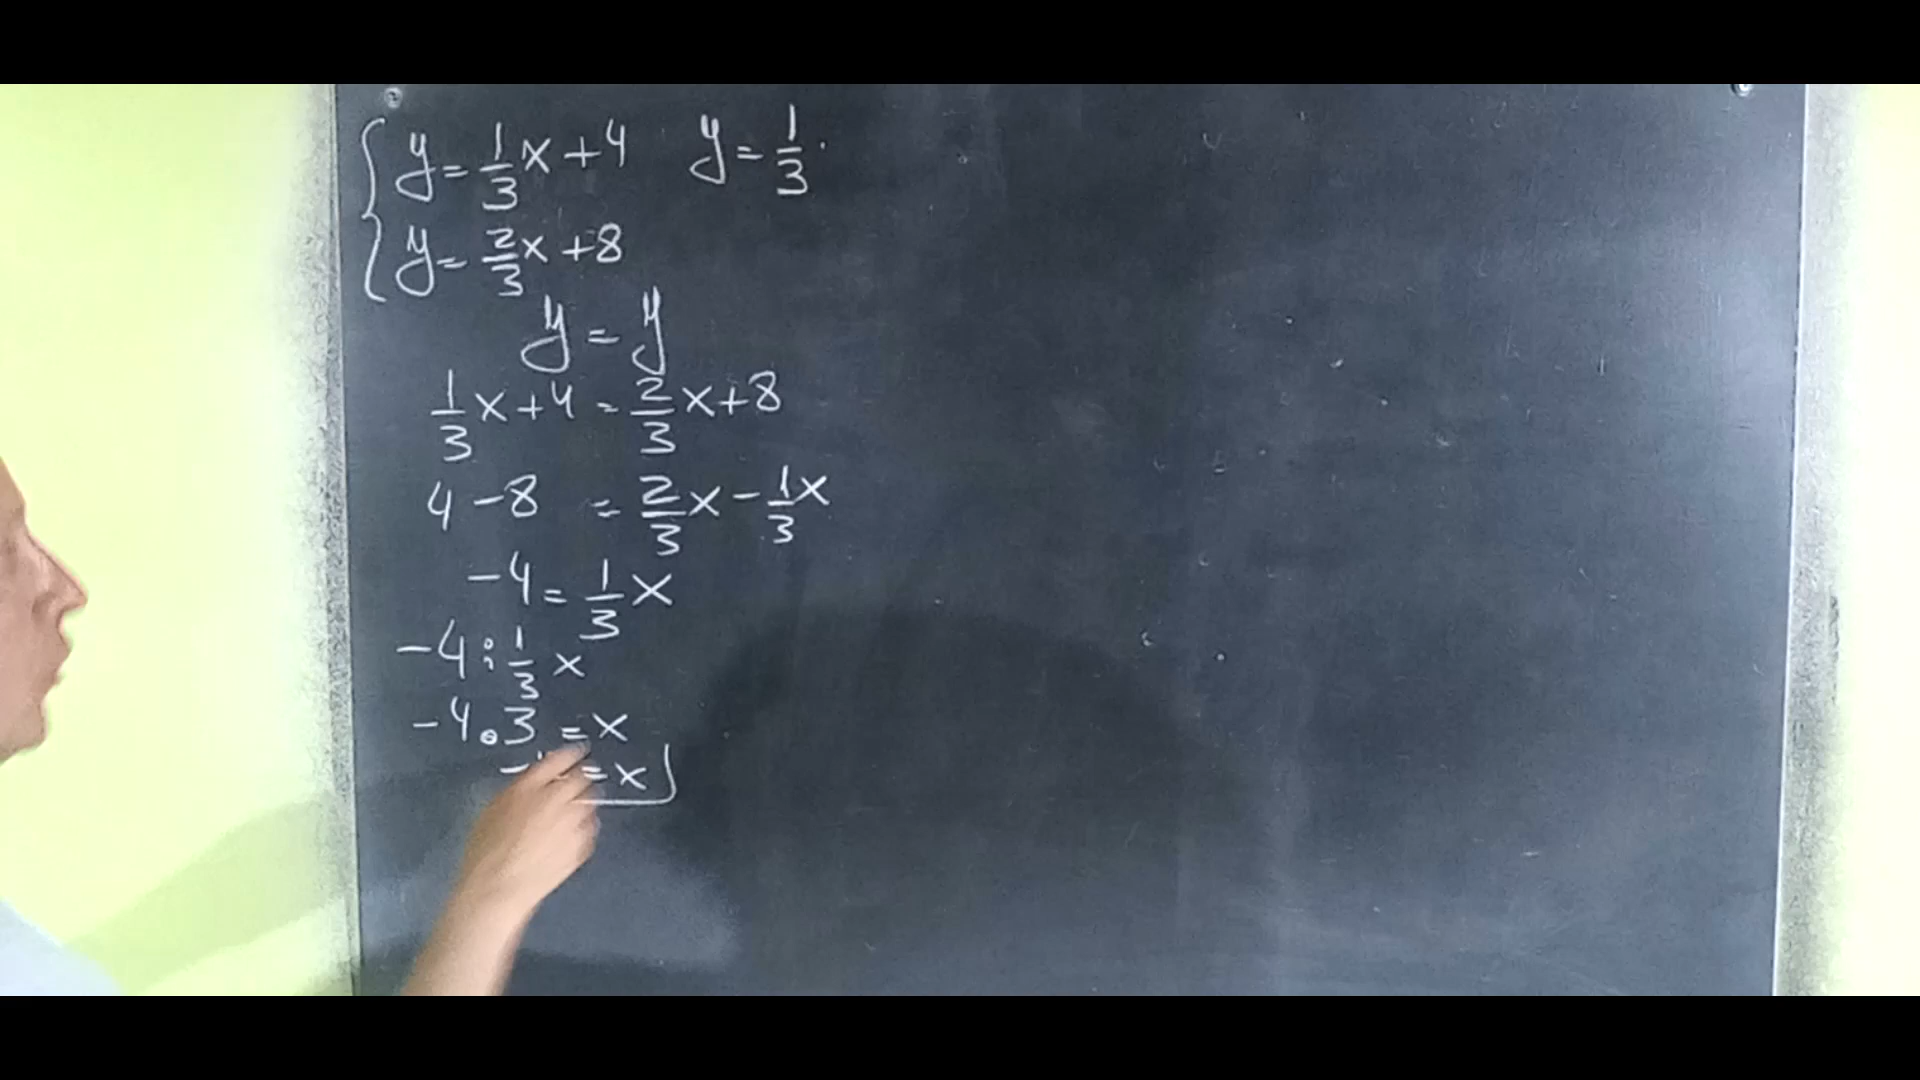 y = 1/3 x + 4   y = 1/3 ·
y = 2/3 x + 8
y = y
1/3 x + 4 = 2/3 x + 8
4 - 8 = 2/3 x - 1/3 x
-4 = 1/3 x
-4 : 1/3 x
-4 · 3 = x
= x